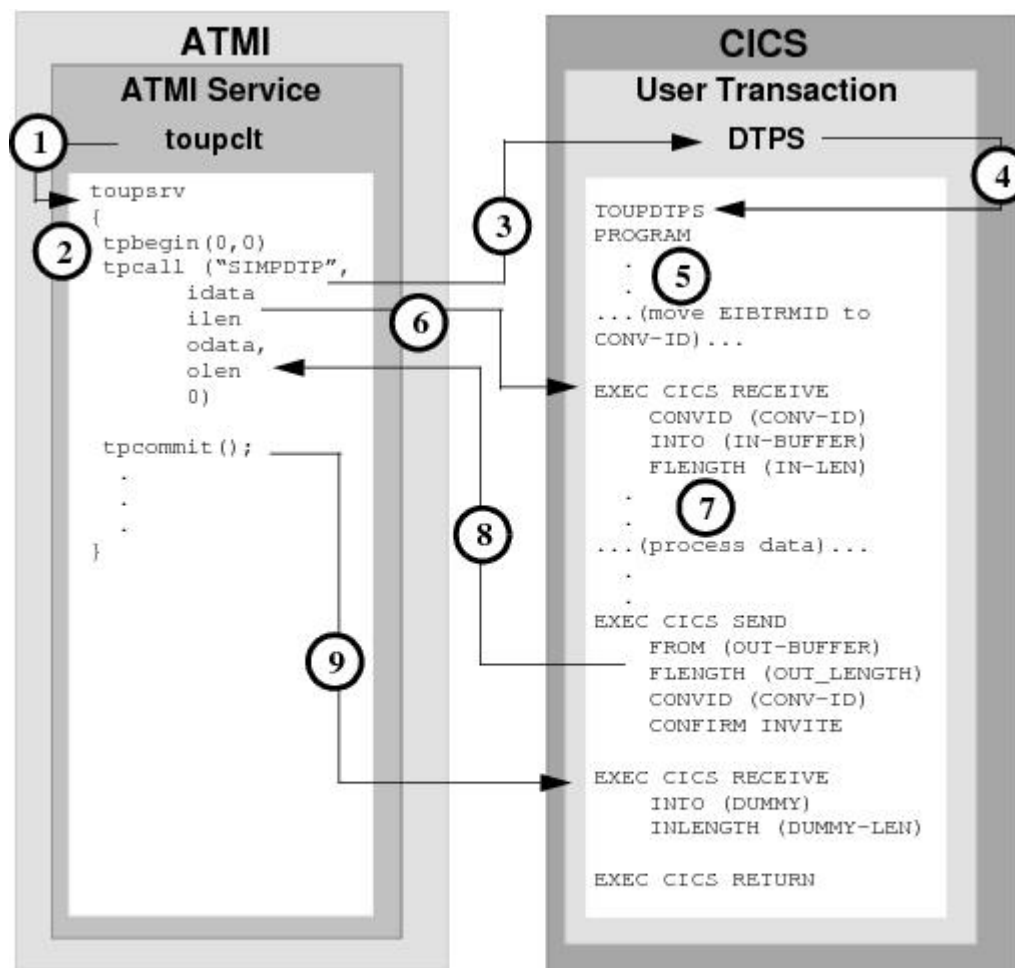 ATMI
ATMI Service
toupclt
1
toupsrv
{
2
tpbegin(0,0)
tpcall (“SIMPDTP”,
idata
ilen
odata,
olen
0)
tpcommit();
.
.
.
}
3
6
8
9
CICS
User Transaction
DTPS
4
TOUPDTPS
PROGRAM
.
5
.
...(move EIBTRMID to
CONV-ID)...
EXEC CICS RECEIVE
CONVID (CONV-ID)
INTO (IN-BUFFER)
FLENGTH (IN-LEN)
.
7
.
...(process data)...
.
.
EXEC CICS SEND
FROM (OUT-BUFFER)
FLENGTH (OUT_LENGTH)
CONVID (CONV-ID)
CONFIRM INVITE
EXEC CICS RECEIVE
INTO (DUMMY)
INLENGTH (DUMMY-LEN)
EXEC CICS RETURN